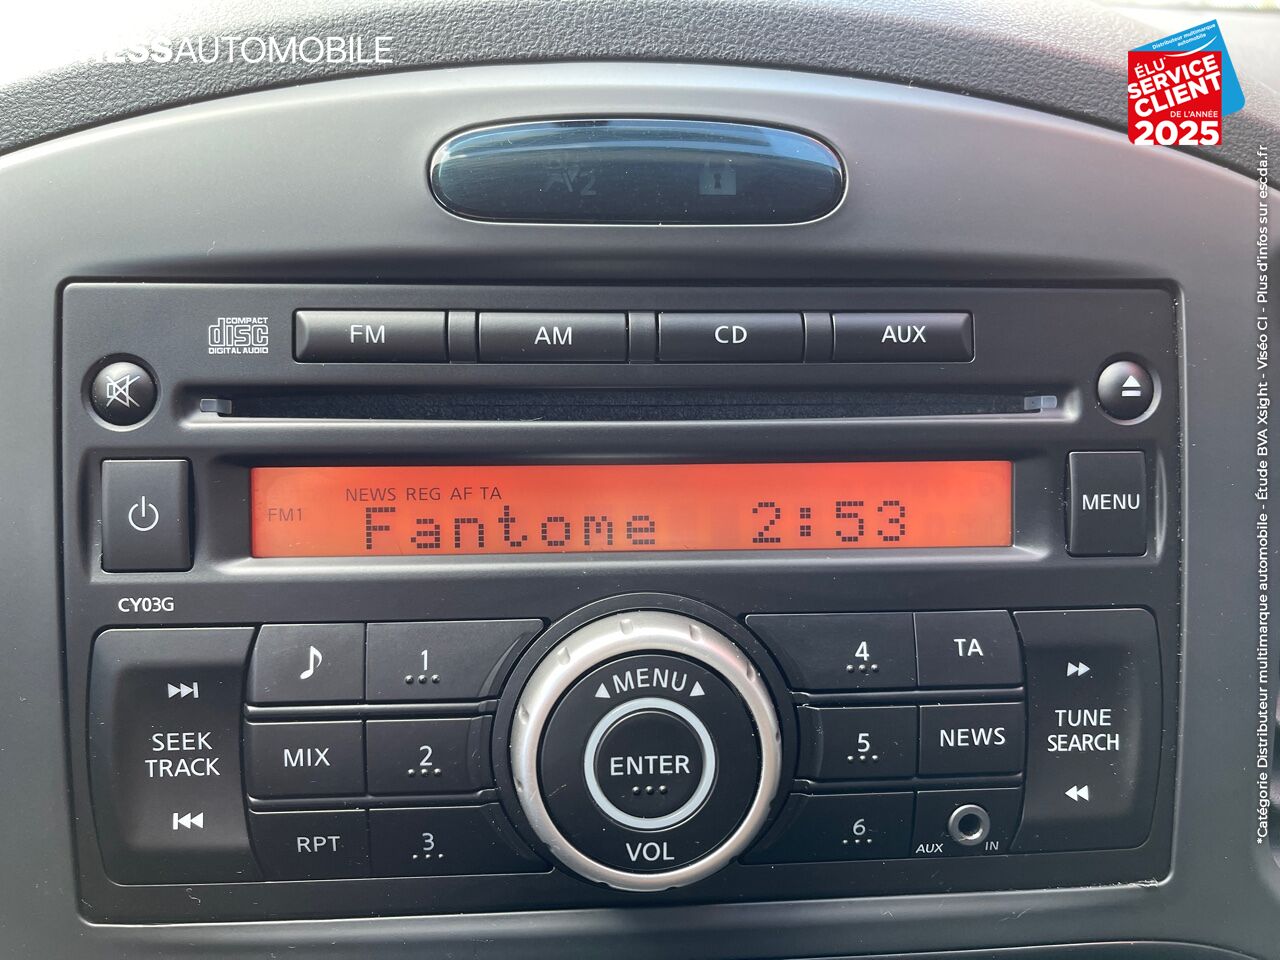 ESSAUTOMOBILE
Distributeur multimarque
automobile
ÉLU
SERVICE
CLIENT
DE L'ANNÉE
2025
*Catégorie Distributeur multimarque automobile - Étude BVA Xsight - Viséo CI - Plus d'infos sur escda.fr
2
COMPACT
disc
DIGITAL AUDIO
FM
AM
CD
AUX
NEWS REG AF TA
FM1
Fantome 2:53
MENU
CY03G
SEEK
TRACK
1
MIX
2
RPT
3
MENU
ENTER
VOL
4
TA
5
NEWS
6
AUX IN
TUNE
SEARCH